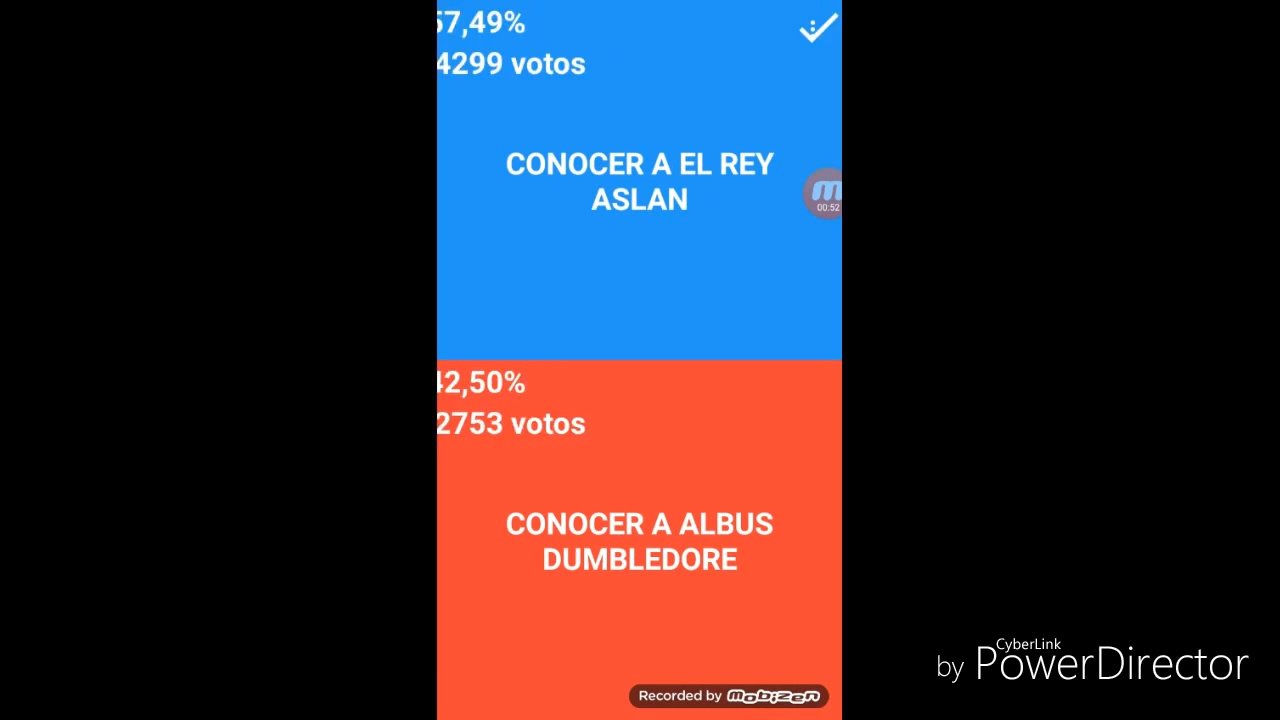 57,49%
4299 votos
CONOCER A EL REY
ASLAN
00:52
42,50%
2753 votos
CONOCER A ALBUS
DUMBLEDORE
Recorded by mobizen
CyberLink
by PowerDirector